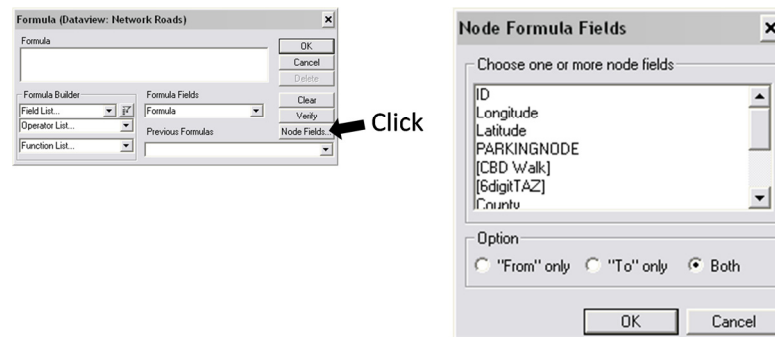 Formula (Dataview: Network Roads)
Formula
OK
Cancel
Delete
Formula Builder
Formula Fields
Clear
Field List...
Formula
Verify
Operator List...
Previous Formulas
Node Fields...
Click
Function List...
Node Formula Fields
Choose one or more node fields
ID
Longitude
Latitude
PARKINGNODE
[CBD Walk]
[6digitTAZ]
County
Option
"From" only "To" only Both
OK Cancel